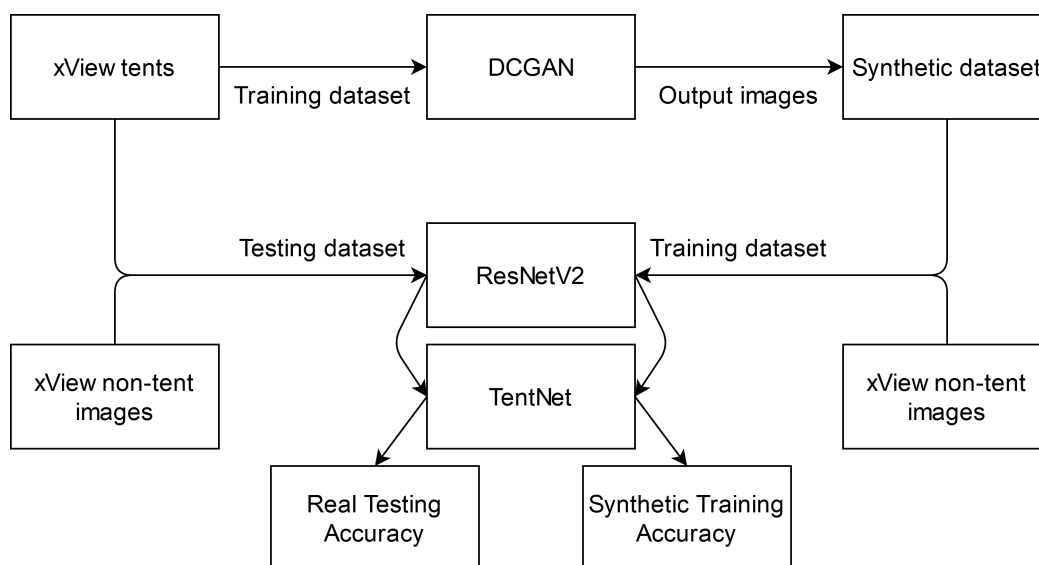 xView tents
Training dataset
DCGAN
Output images
Synthetic dataset
Testing dataset
ResNetV2
Training dataset
xView non-tent
images
TentNet
xView non-tent
images
Real Testing
Accuracy
Synthetic Training
Accuracy